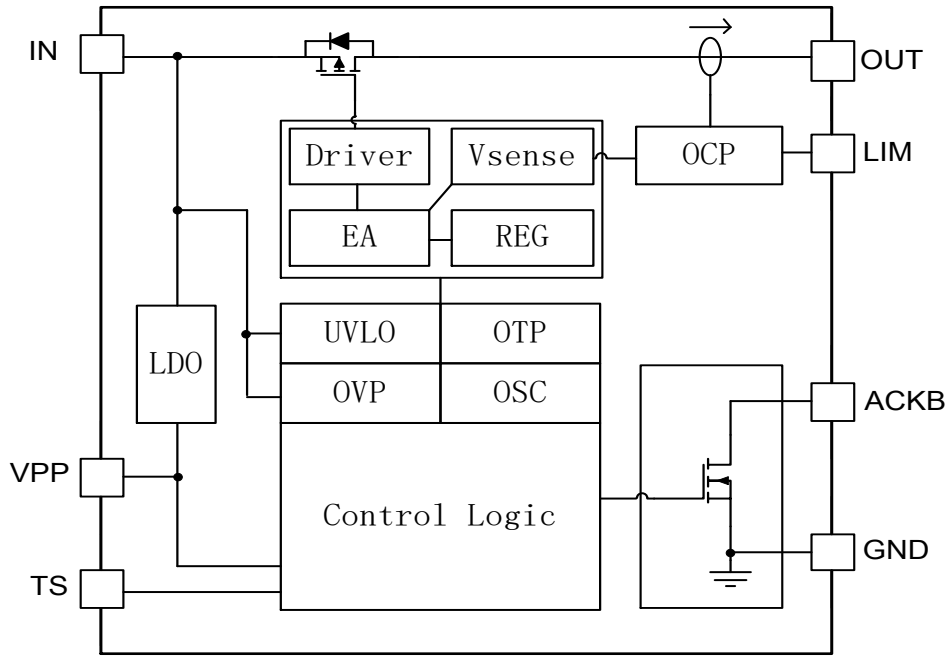 IN
OUT
Driver
Vsense
OCP
LIM
EA
REG
UVLO
OTP
LDO
OVP
OSC
ACKB
VPP
Control Logic
GND
TS